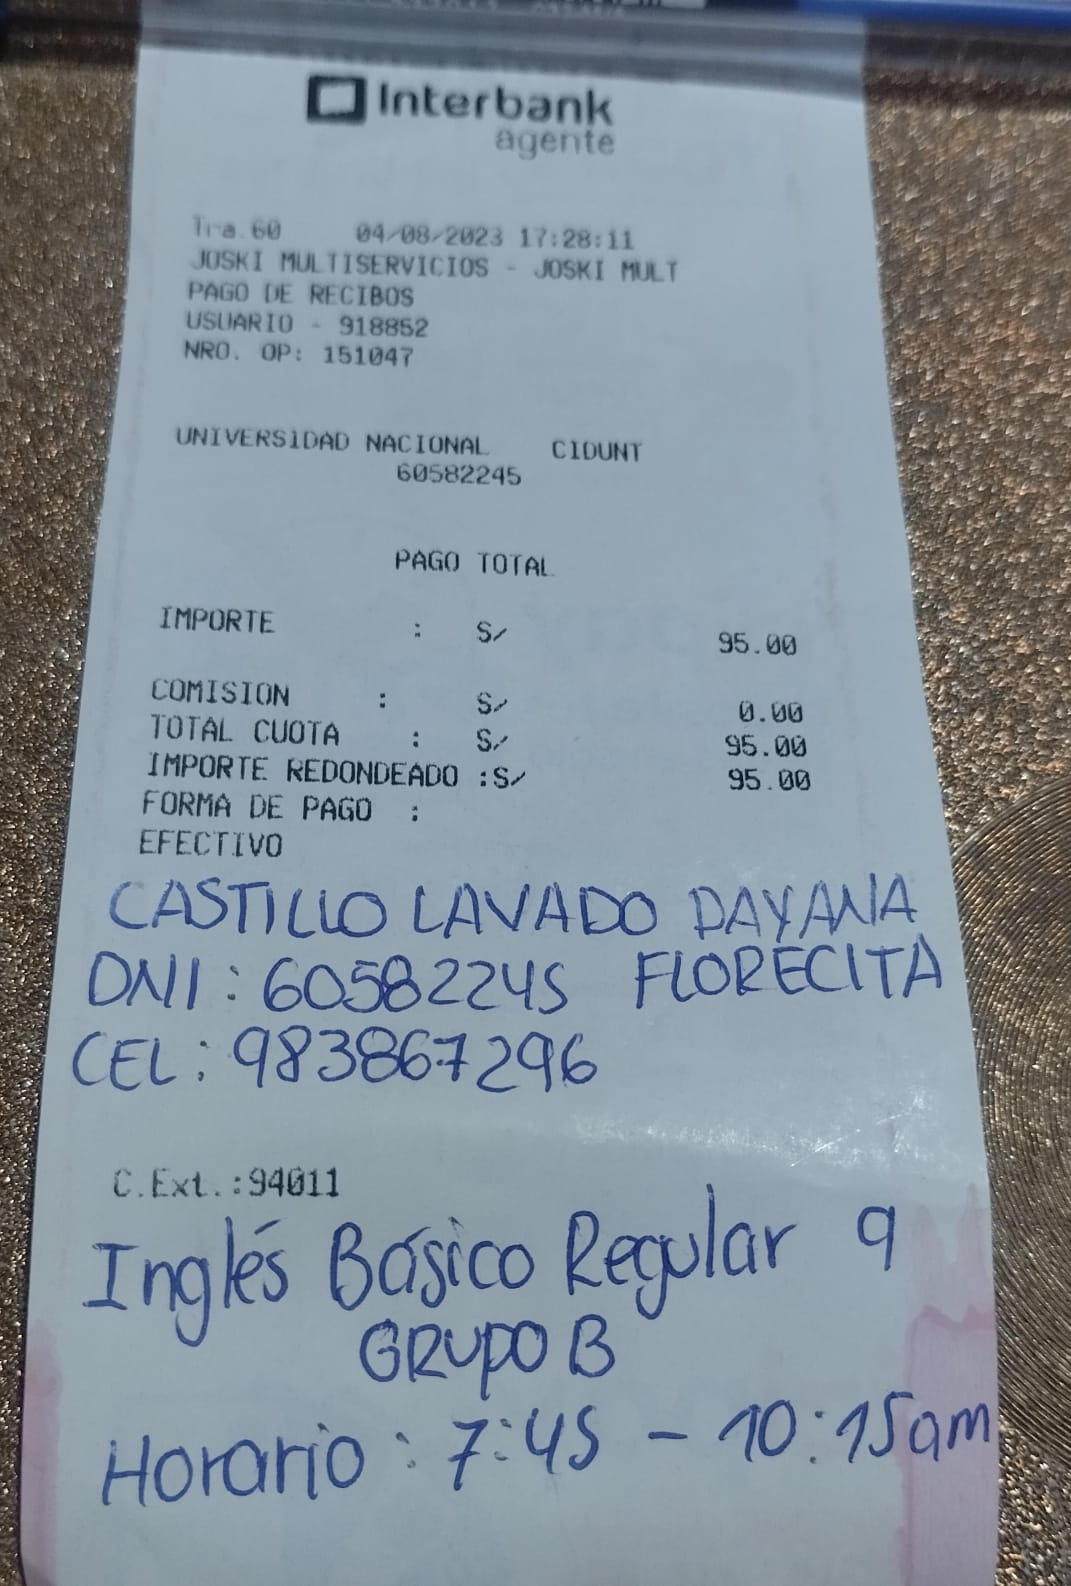 Interbank
agente
Tra.60 04/08/2023 17:28:11
JOSKI MULTISERVICIOS - JOSKI MULT
PAGO DE RECIBOS
USUARIO - 918852
NRO. OP: 151047
UNIVERSIDAD NACIONAL CIDUNT
60582245
PAGO TOTAL
IMPORTE : S/ 95.00
COMISION : S/ 0.00
TOTAL CUOTA : S/ 95.00
IMPORTE REDONDEADO :S/ 95.00
FORMA DE PAGO :
EFECTIVO
CASTILLO LAVADO DAYANA
DNI: 60582245 FLORECITA
CEL: 983867296
C.Ext.:94011
Inglés Básico Regular 9
GRUPO B
Horario: 7:45 - 10:15am